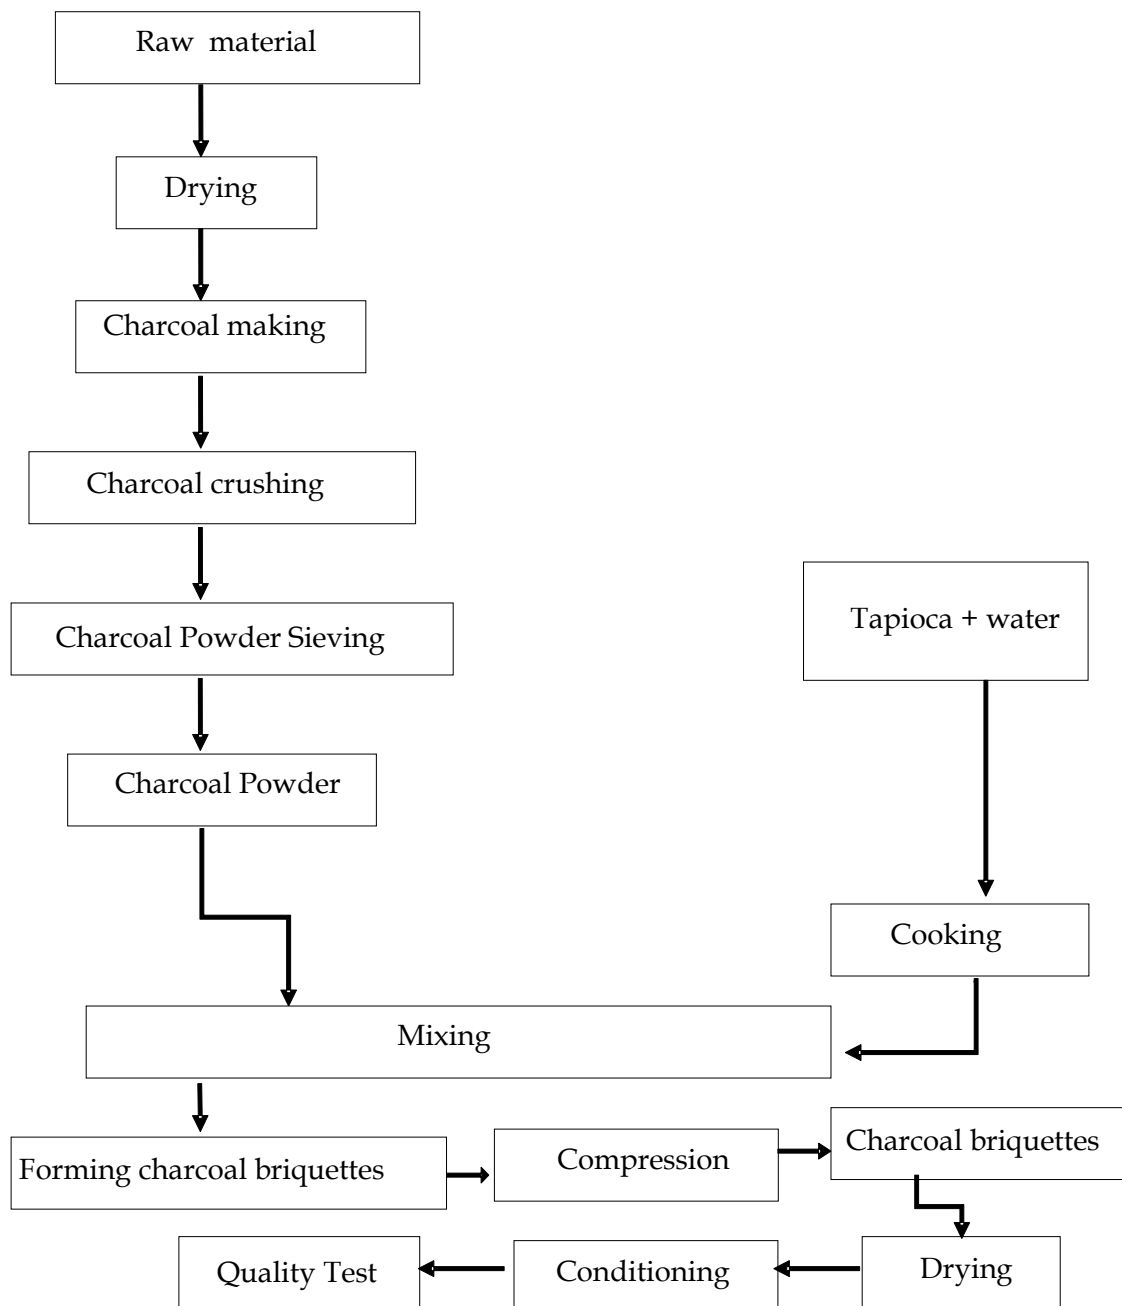 Raw material
Drying
Charcoal making
Charcoal crushing
Charcoal Powder Sieving
Tapioca + water
Charcoal Powder
Cooking
Mixing
Forming charcoal briquettes
Compression
Charcoal briquettes
Drying
Conditioning
Quality Test